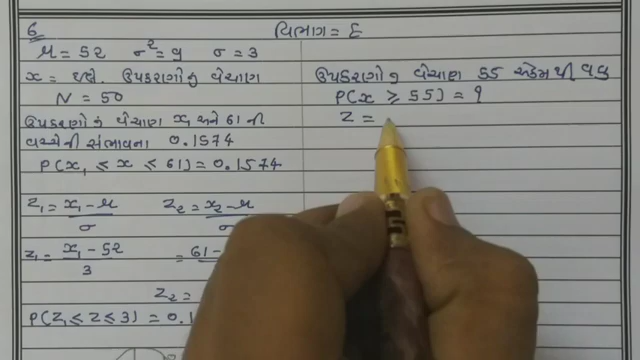 વિભાગ = E
6
μ = 52 σ² = 9 σ = 3
x = ઘરેલુ ઉપકરણોનું વેચાણ
N = 50
ઉપકરણોનું વેચાણ x₁ અને 61 ની
વચ્ચેની સંભાવના 0.1574
P(x₁ ≤ x ≤ 61) = 0.1574
Z₁ = x₁ - μ / σ Z₂ = x₂ - μ / σ
Z₁ = x₁ - 52 / 3 = 61 -
Z₂ =
P(Z₁ ≤ Z ≤ 3) = 0.1
ઉપકરણોનું વેચાણ 55 એકમથી વધુ
P(x ≥ 55) = ?
Z =